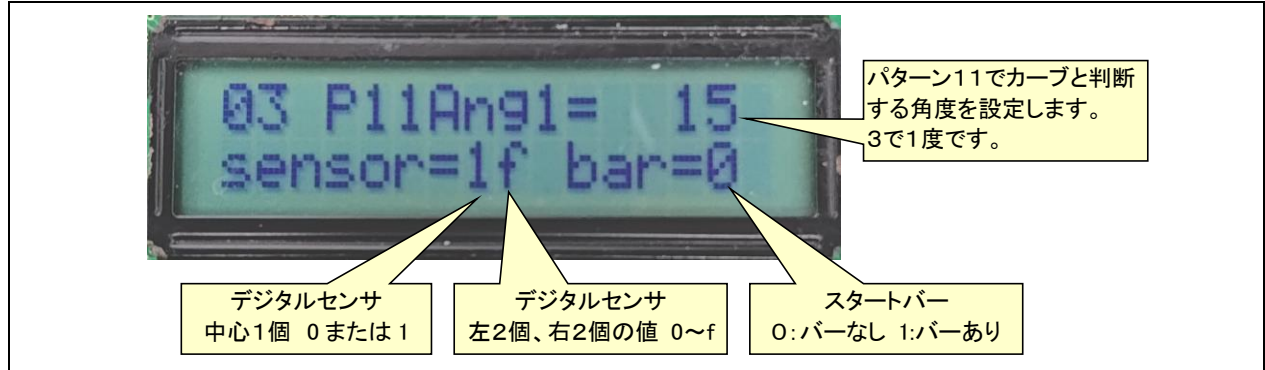 03 P11Ang1= 15
sensor=1f bar=0
パターン11でカーブと判断
する角度を設定します。
3で1度です。
デジタルセンサ
中心1個 0または1
デジタルセンサ
左2個、右2個の値 0～f
スタートバー
0:バーなし 1:バーあり